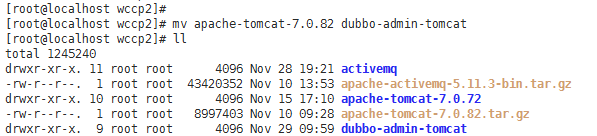 [root@localhost wccp2]#
[root@localhost wccp2]# mv apache-tomcat-7.0.82 dubbo-admin-tomcat
[root@localhost wccp2]# ll
total 1245240
drwxr-xr-x. 11 root root     4096 Nov 28 19:21 activemq
-rw-r--r--.  1 root root 43420352 Nov 10 13:53 apache-activemq-5.11.3-bin.tar.gz
drwxr-xr-x. 10 root root     4096 Nov 15 17:10 apache-tomcat-7.0.72
-rw-r--r--.  1 root root  8997403 Nov 10 09:28 apache-tomcat-7.0.82.tar.gz
drwxr-xr-x.  9 root root     4096 Nov 29 09:59 dubbo-admin-tomcat